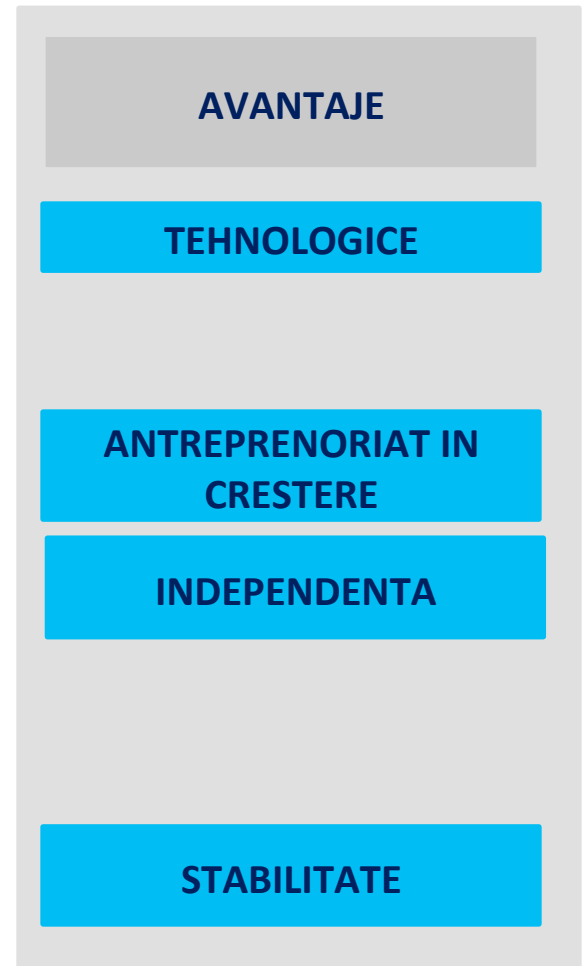 AVANTAJE
TEHNOLOGICE
ANTREPRENORIAT IN
CRESTERE
INDEPENDENTA
STABILITATE